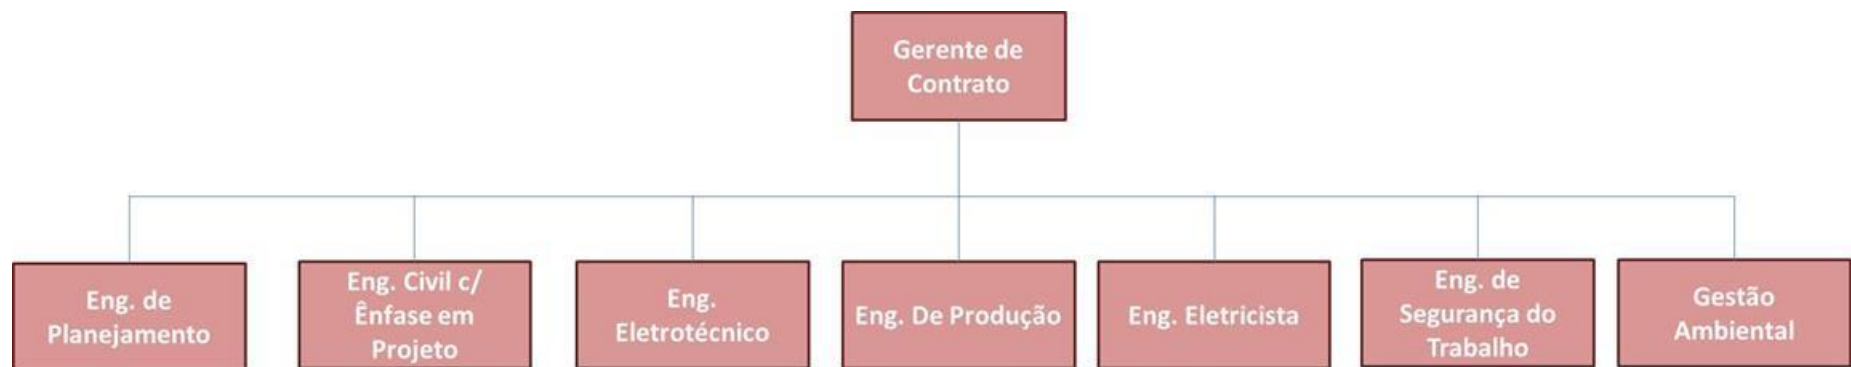 Gerente de
Contrato
Eng. de
Planejamento
Eng. Civil c/
Ênfase em
Projeto
Eng.
Eletrotécnico
Eng. De Produção
Eng. Eletricista
Eng. de
Segurança do
Trabalho
Gestão
Ambiental